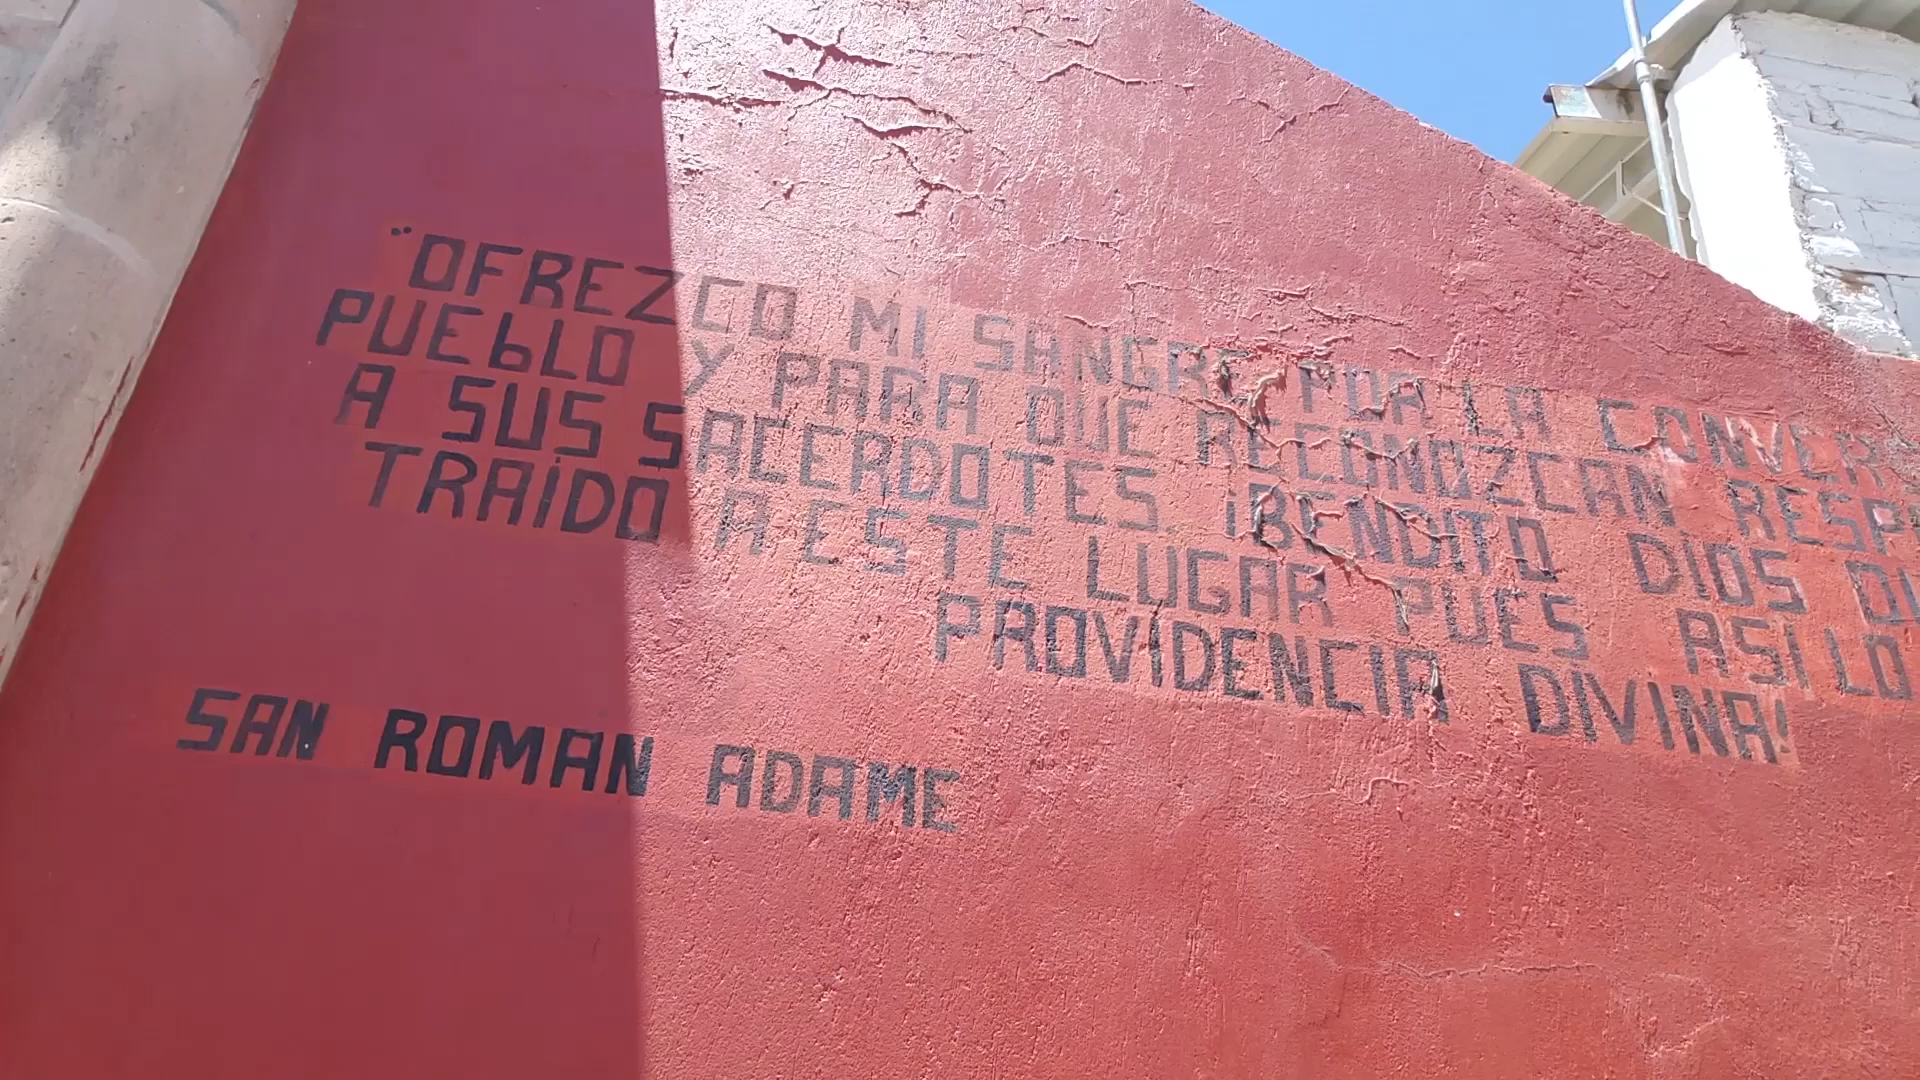 "OFREZCO MI SANGRE POR LA CONVER
PUEbLO Y PARA QUE RECONOZCAN RESP
A SUS SACERDOTES ¡BENDITO DIOS
TRAIDO A ESTE LUGAR PUES ASI LO
PROVIDENCIA DIVINA!
SAN ROMAN ADAME